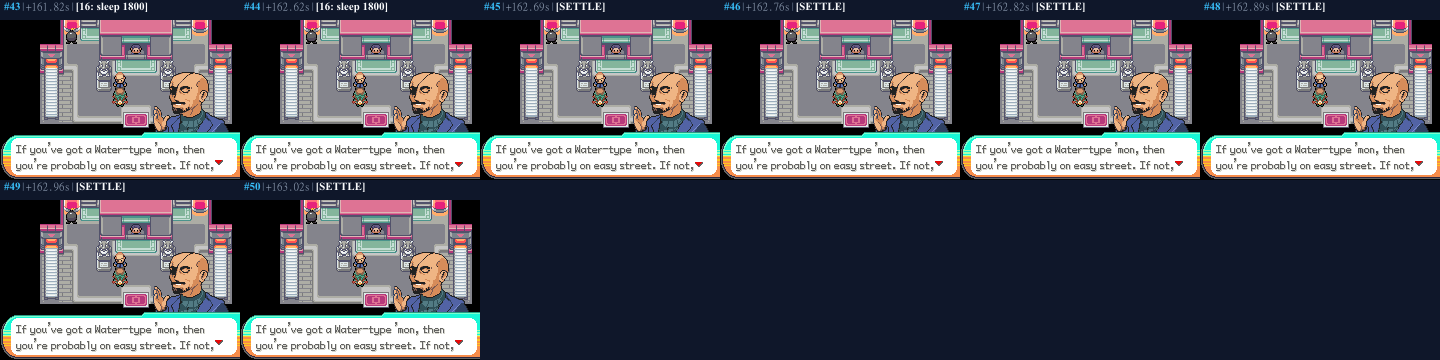 #43 | +161.82s | [16: sleep 1800]
#44 | +162.62s | [16: sleep 1800]
#45 | +162.69s | [SETTLE]
#46 | +162.76s | [SETTLE]
#47 | +162.82s | [SETTLE]
#48 | +162.89s | [SETTLE]
If you've got a Water-type 'mon, then
you're probably on easy street. If not,
If you've got a Water-type 'mon, then
you're probably on easy street. If not,
If you've got a Water-type 'mon, then
you're probably on easy street. If not,
If you've got a Water-type 'mon, then
you're probably on easy street. If not,
If you've got a Water-type 'mon, then
you're probably on easy street. If not,
If you've got a Water-type 'mon, then
you're probably on easy street. If not,
#49 | +162.96s | [SETTLE]
#50 | +163.02s | [SETTLE]
If you've got a Water-type 'mon, then
you're probably on easy street. If not,
If you've got a Water-type 'mon, then
you're probably on easy street. If not,